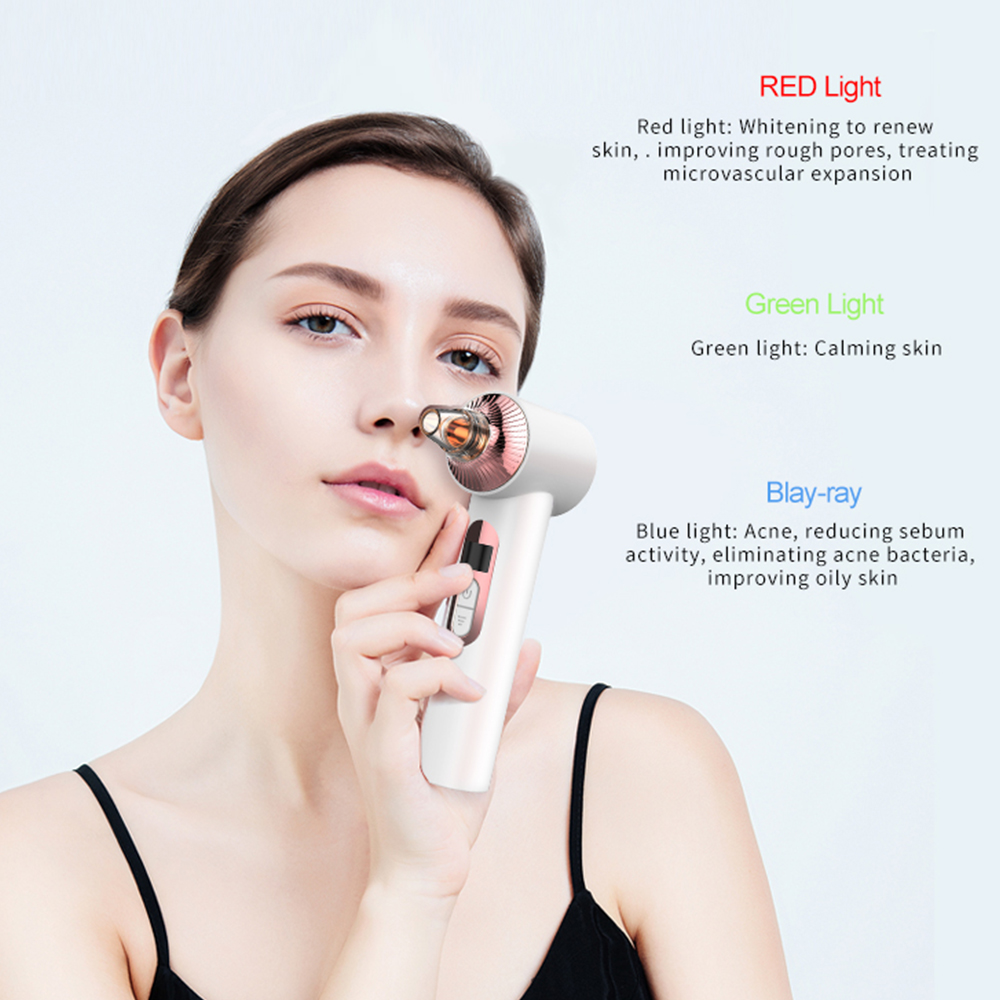 RED Light
Red light: Whitening to renew
skin, . improving rough pores, treating
microvascular expansion
Green Light
Green light: Calming skin
Blay-ray
Blue light: Acne, reducing sebum
activity, eliminating acne bacteria,
improving oily skin